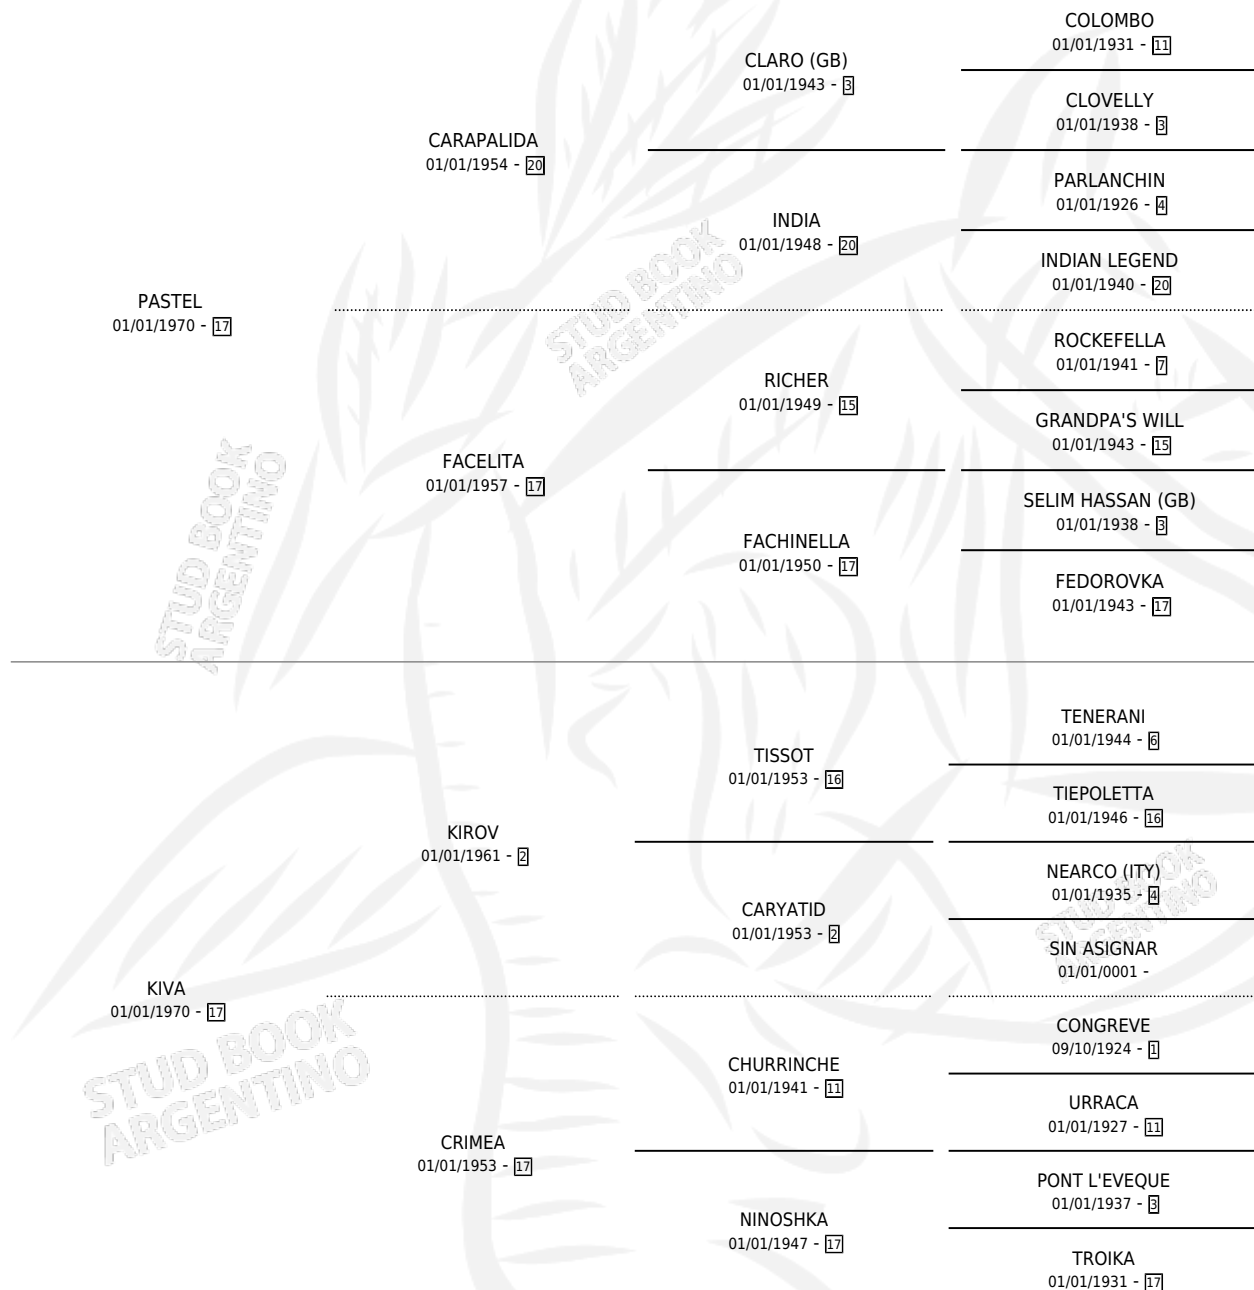 COLOMBO
01/01/1931 - 11
CLARO (GB)
01/01/1943 - 3
CLOVELLY
01/01/1938 - 3
CARAPALIDA
01/01/1954 - 20
PARLANCHIN
01/01/1926 - 4
INDIA
01/01/1948 - 20
INDIAN LEGEND
01/01/1940 - 20
PASTEL
01/01/1970 - 17
STUD BOOK
ARGENTINO
ROCKEFELLA
01/01/1941 - 7
RICHER
01/01/1949 - 15
GRANDPA'S WILL
01/01/1943 - 15
FACELITA
01/01/1957 - 17
SELIM HASSAN (GB)
01/01/1938 - 3
FACHINELLA
01/01/1950 - 17
FEDOROVKA
01/01/1943 - 17
STUD BOOK
ARGENTINO
TENERANI
01/01/1944 - 6
TISSOT
01/01/1953 - 16
TIEPOLETTA
01/01/1946 - 16
KIROV
01/01/1961 - 2
NEARCO (ITY)
01/01/1935 - 4
CARYATID
01/01/1953 - 2
SIN ASIGNAR
01/01/0001 -
STUD BOOK
ARGENTINO
KIVA
01/01/1970 - 17
CONGREVE
09/10/1924 - 1
CHURRINCHE
01/01/1941 - 11
URRACA
01/01/1927 - 11
STUD BOOK
ARGENTINO
CRIMEA
01/01/1953 - 17
PONT L'EVEQUE
01/01/1937 - 3
NINOSHKA
01/01/1947 - 17
TROIKA
01/01/1931 - 17